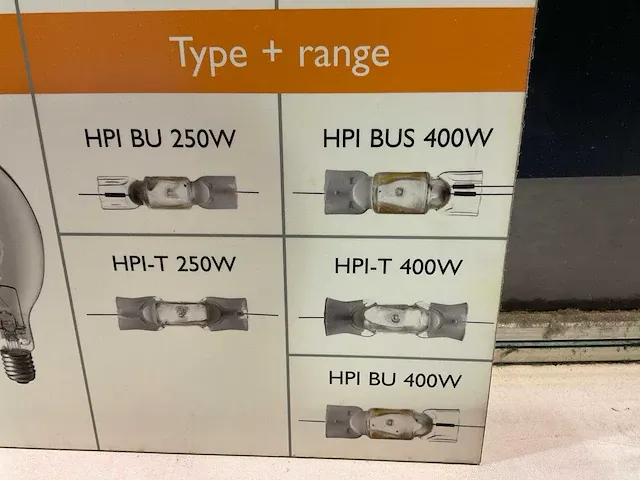 Type + range
HPI BU 250W
HPI BUS 400W
HPI-T 250W
HPI-T 400W
HPI BU 400W